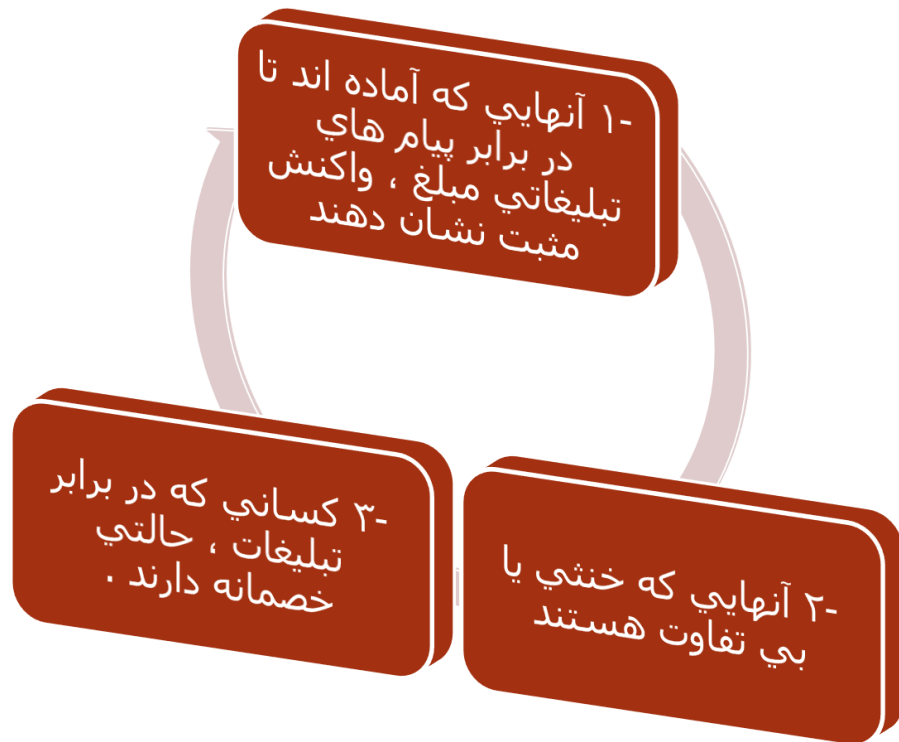 ۱- آنهايي كه آماده اند تا
در برابر پيام هاي
تبليغاتي مبلغ ، واكنش
مثبت نشان دهند
۲- آنهايي كه خنثي يا
بي تفاوت هستند
۳- كساني كه در برابر
تبليغات ، حالتي
خصمانه دارند .